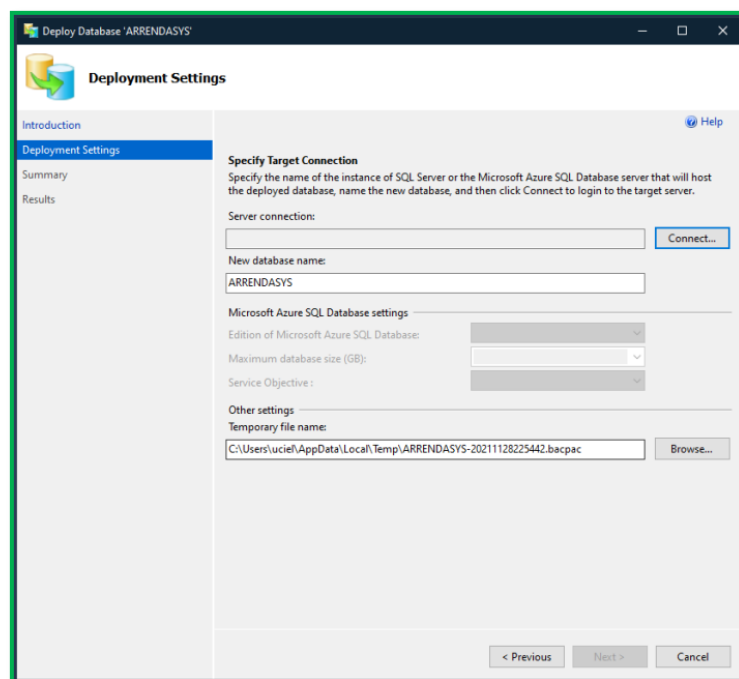 Deploy Database 'ARRENDASYS'
Deployment Settings
Help
Introduction
Deployment Settings
Summary
Results
Specify Target Connection
Specify the name of the instance of SQL Server or the Microsoft Azure SQL Database server that will host
the deployed database, name the new database, and then click Connect to login to the target server.
Server connection:
Connect...
New database name:
ARRENDASYS
Microsoft Azure SQL Database settings
Edition of Microsoft Azure SQL Database:
Maximum database size (GB):
Service Objective :
Other settings
Temporary file name:
C:\Users\uciel\AppData\Local\Temp\ARRENDASYS-20211128225442.bacpac
Browse...
< Previous
Next >
Cancel